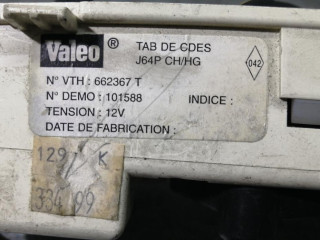 Valeo ® TAB DE CDES
J64P CH/HG
042
N° VTH : 662367 T
N° DEMO : 101588 INDICE :
TENSION : 12V
DATE DE FABRICATION :
129 K
334 99